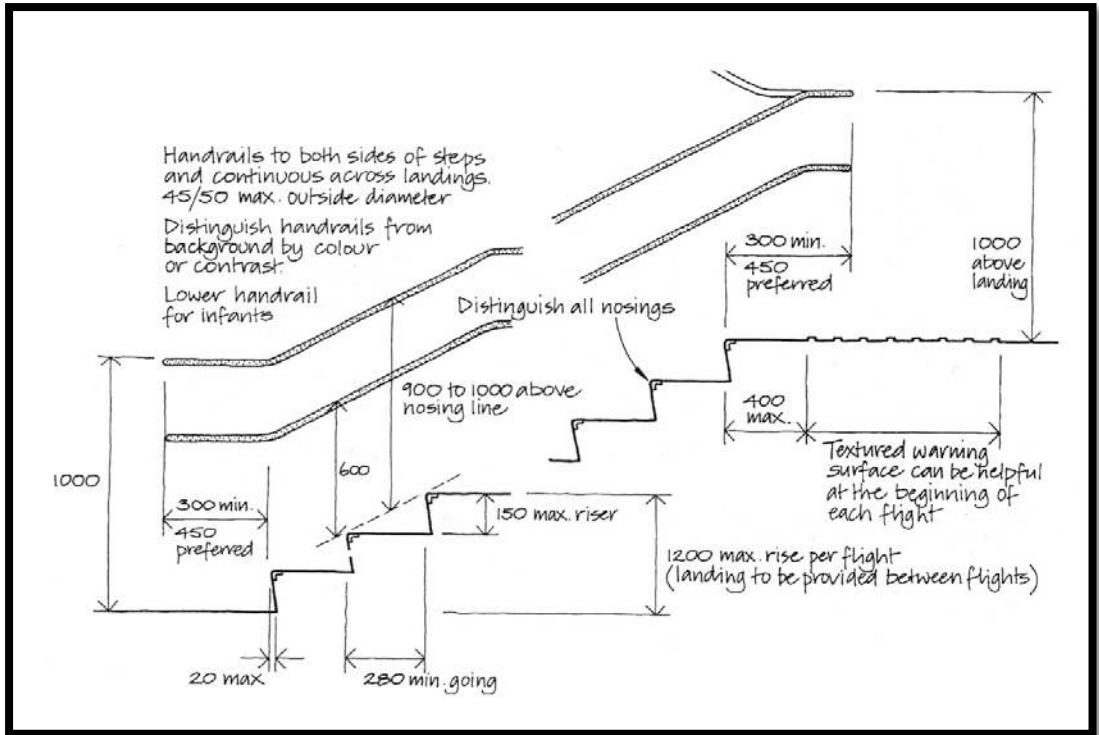 Handrails to both sides of steps
and continuous across landings.
45/50 max. outside diameter
Distinguish handrails from
background by colour
or contrast.
Lower handrail
for infants
Distinguish all nosings
300 min.
450
preferred
1000
above
landing
900 to 1000 above
nosing line
600
1000
300 min.
450
preferred
400
max.
Textured warning
surface can be helpful
at the beginning of
each flight
150 max. riser
1200 max. rise per flight
(landing to be provided between flights)
20 max
280 min. going